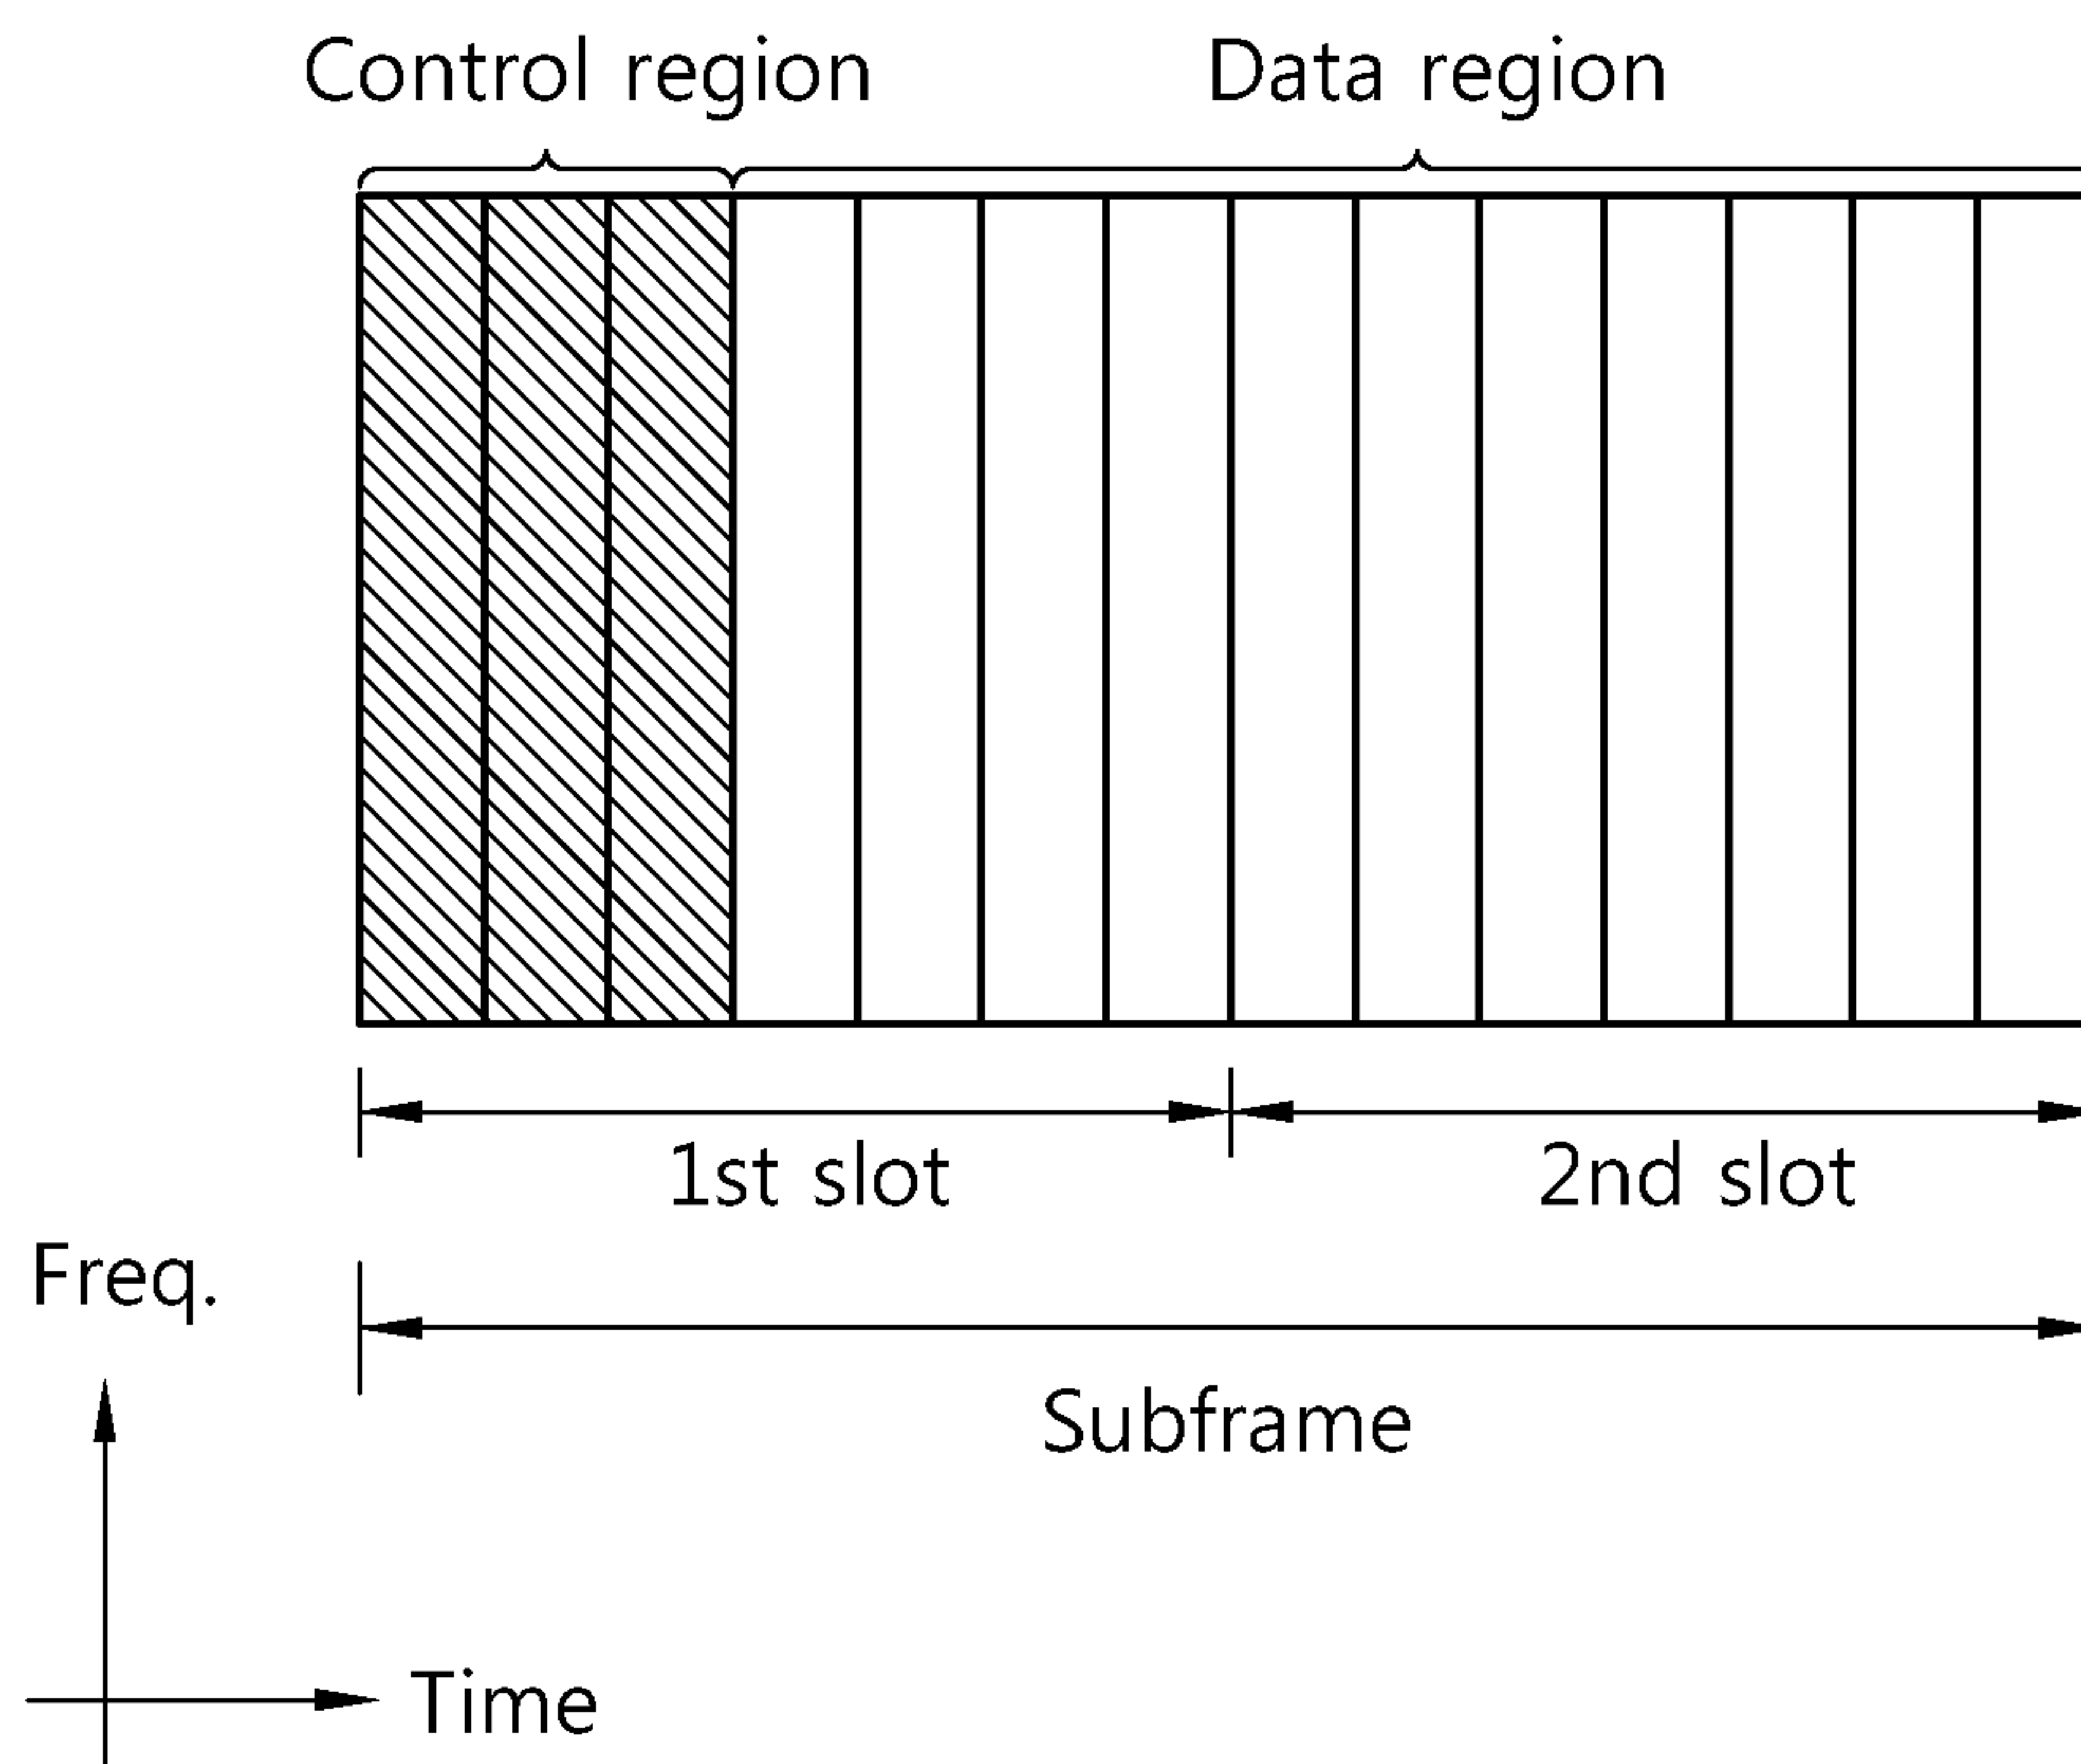 Control region
Data region
1st slot
2nd slot
Freq.
Subframe
Time